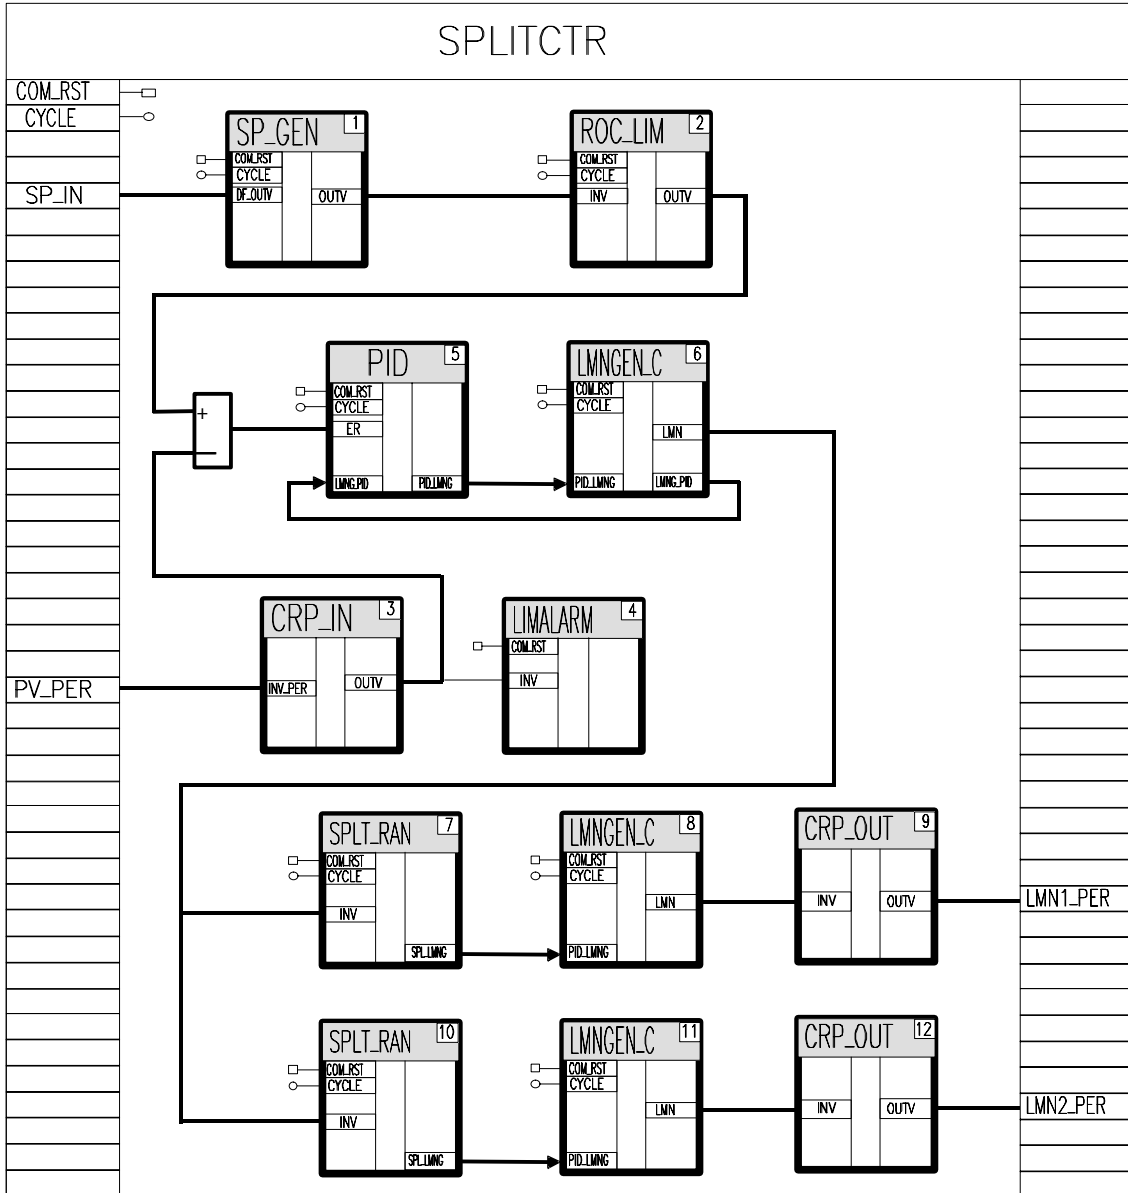 SPLITCTR
COM_RST
CYCLE
SP_IN
PV_PER
SP_GEN 1
COM_RST
CYCLE
DF_OUTV OUTV
ROC_LIM 2
COM_RST
CYCLE
INV OUTV
+
−
PID 5
COM_RST
CYCLE
ER
LMNG_PID PID_LMNG
LMNGEN_C 6
COM_RST
CYCLE
LMN
PID_LMNG LMNG_PID
CRP_IN 3
INV_PER OUTV
LIMALARM 4
COM_RST
INV
SPLT_RAN 7
COM_RST
CYCLE
INV
SPL_LMNG
LMNGEN_C 8
COM_RST
CYCLE
LMN
PID_LMNG
CRP_OUT 9
INV OUTV
LMN1_PER
SPLT_RAN 10
COM_RST
CYCLE
INV
SPL_LMNG
LMNGEN_C 11
COM_RST
CYCLE
LMN
PID_LMNG
CRP_OUT 12
INV OUTV
LMN2_PER